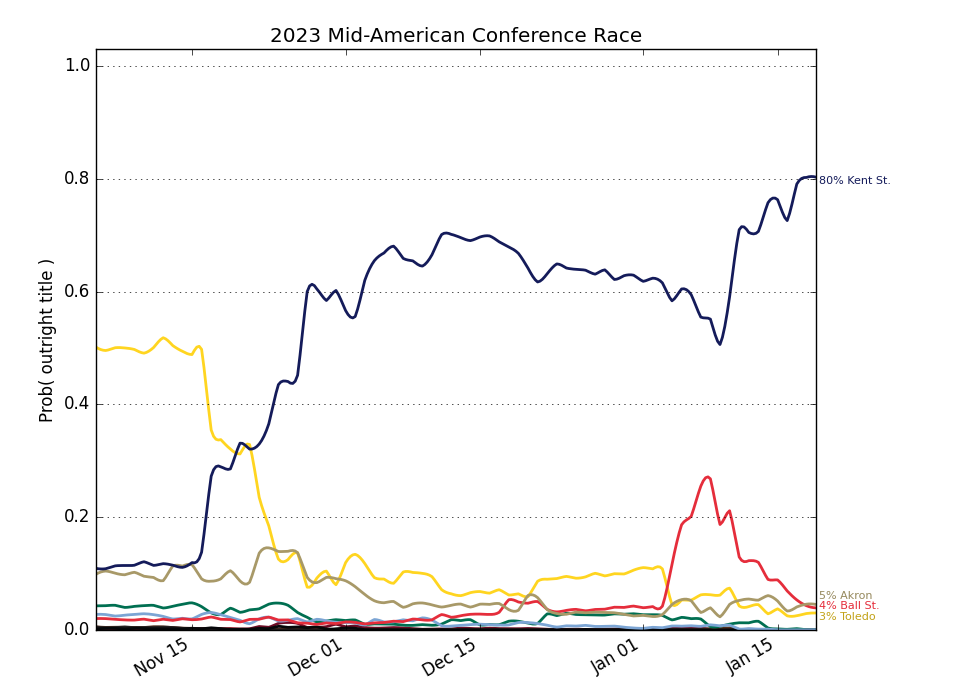 2023 Mid-American Conference Race
Prob( outright title )
1.0
0.8
0.6
0.4
0.2
0.0
80% Kent St.
5% Akron
4% Ball St.
3% Toledo
Nov 15
Dec 01
Dec 15
Jan 01
Jan 15